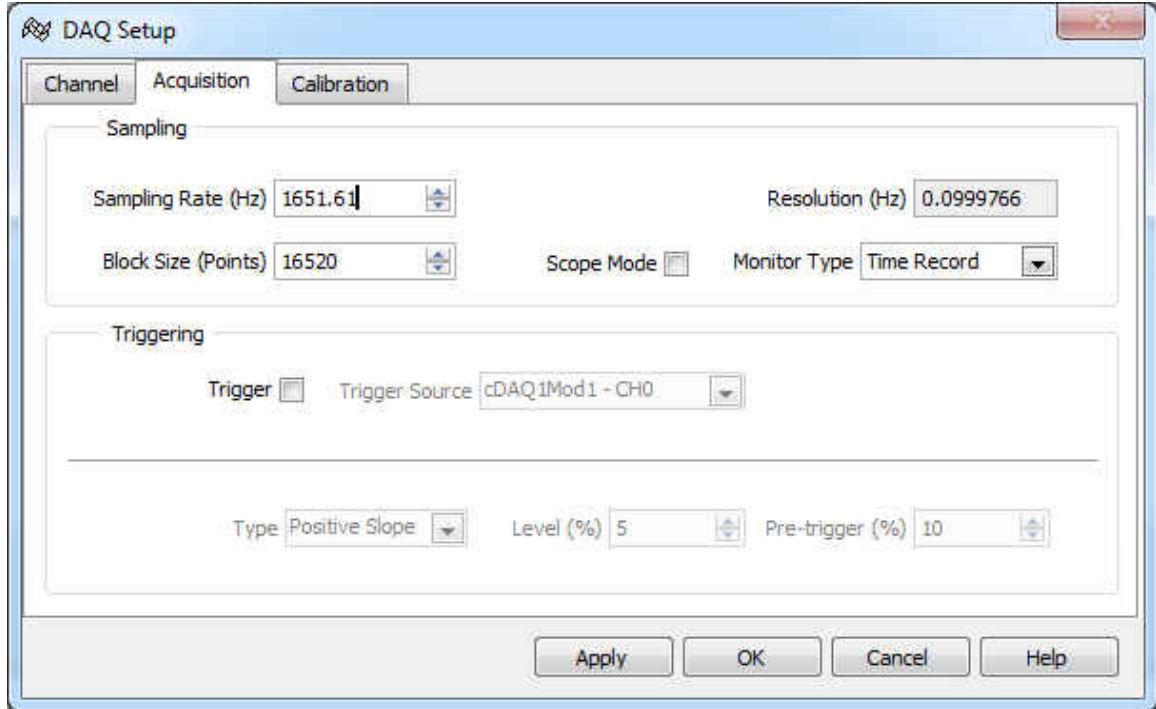 DAQ Setup
Channel Acquisition Calibration
Sampling
Sampling Rate (Hz) 1651.61 Resolution (Hz) 0.0999766
Block Size (Points) 16520 Scope Mode Monitor Type Time Record
Triggering
Trigger Trigger Source cDAQ1Mod1 - CH0
Type Positive Slope Level (%) 5 Pre-trigger (%) 10
Apply OK Cancel Help